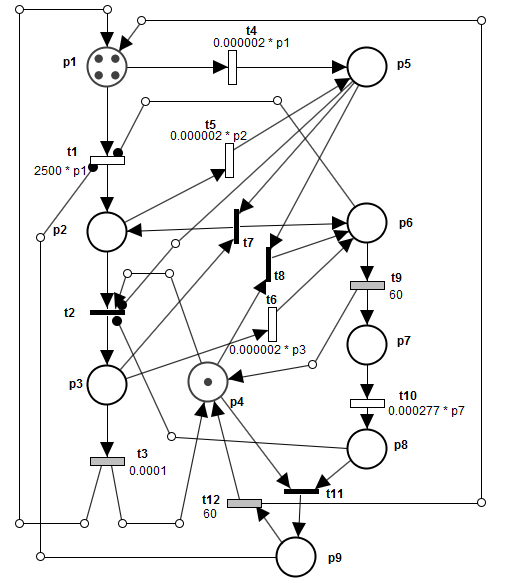 t4
0.000002 * p1
p1
p5
t5
0.000002 * p2
t1
2500 * p1
p2
p6
t7
t8
t9
60
t6
t2
0.000002 * p3
p7
p3
p4
t10
0.000277 * p7
p8
t3
0.0001
t11
t12
60
p9